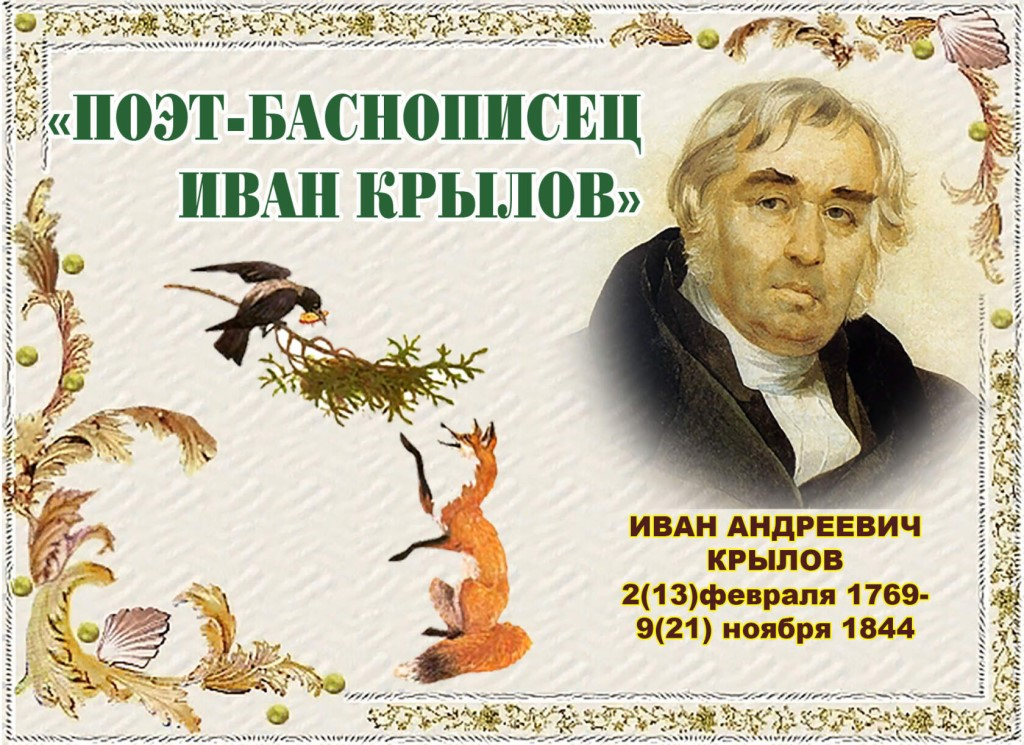 «ПОЭТ-БАСНОПИСЕЦ
ИВАН КРЫЛОВ»
ИВАН АНДРЕЕВИЧ
КРЫЛОВ
2(13)февраля 1769-
9(21) ноября 1844